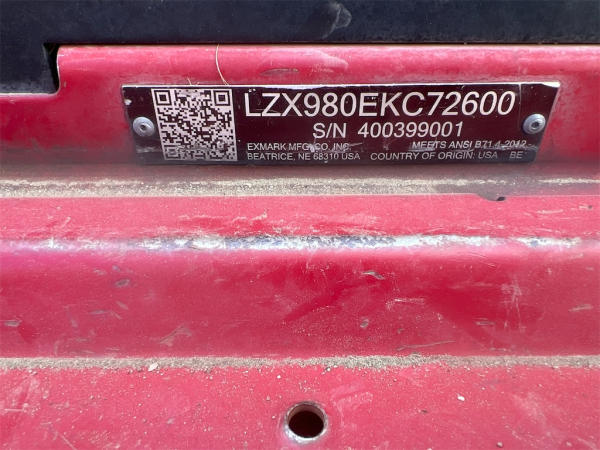 LZX980EKC72600
S/N 400399001
EXMARK MFG. CO. INC. MEETS ANSI B71.4-2012
BEATRICE, NE 68310 USA COUNTRY OF ORIGIN: USA BE